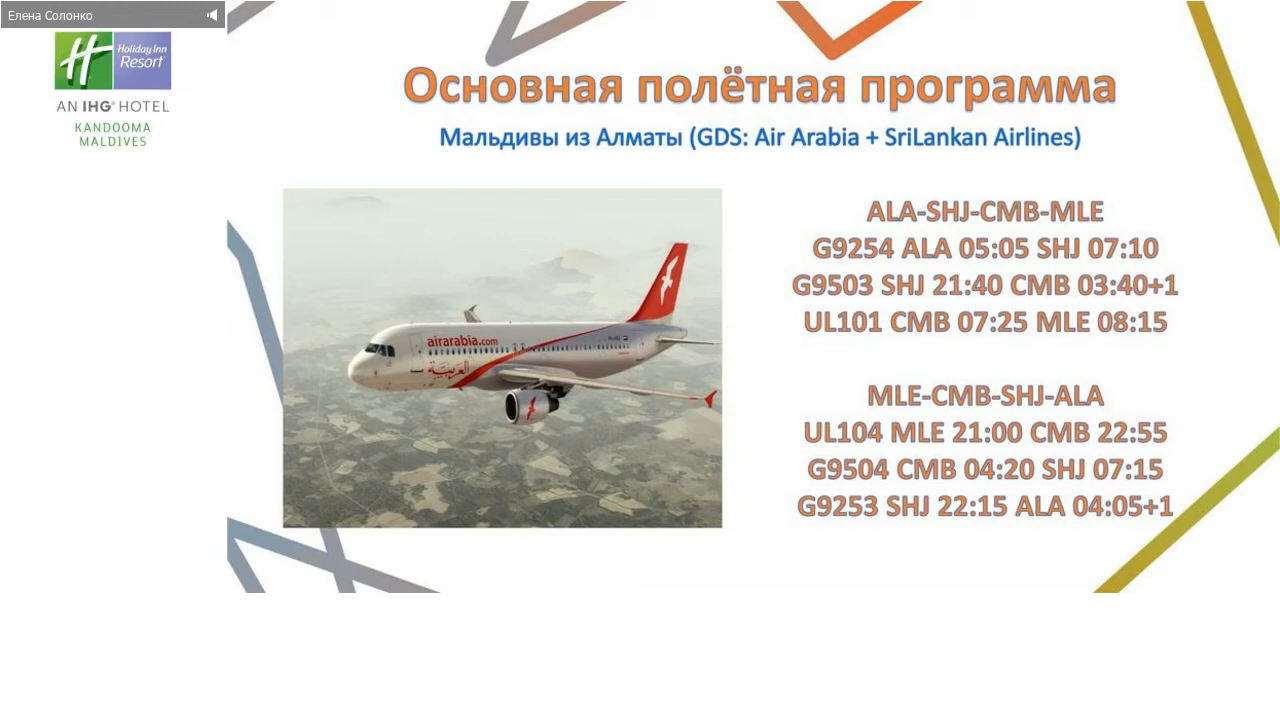 Елена Солонко
Holiday Inn
Resort
AN IHG HOTEL
KANDOOMA
MALDIVES
Основная полётная программа
Мальдивы из Алматы (GDS: Air Arabia + SriLankan Airlines)
airarabia.com
العربية
ALA-SHJ-CMB-MLE
G9254 ALA 05:05 SHJ 07:10
G9503 SHJ 21:40 CMB 03:40+1
UL101 CMB 07:25 MLE 08:15
MLE-CMB-SHJ-ALA
UL104 MLE 21:00 CMB 22:55
G9504 CMB 04:20 SHJ 07:15
G9253 SHJ 22:15 ALA 04:05+1